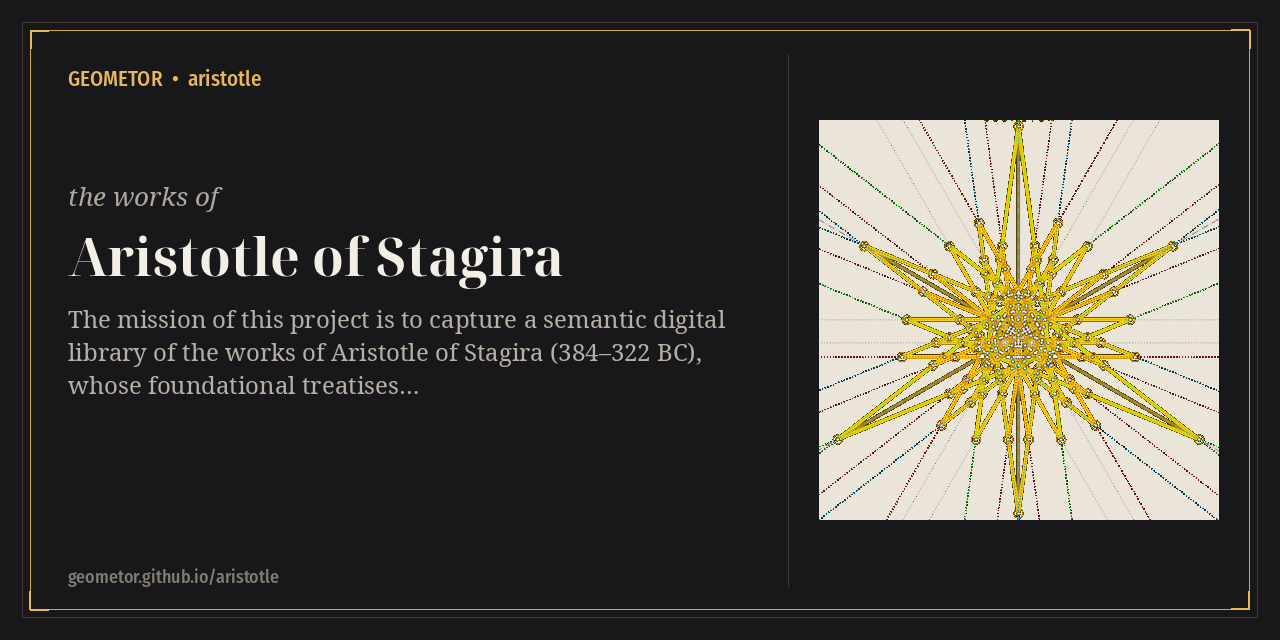 GEOMETOR • aristotle
the works of
Aristotle of Stagira
The mission of this project is to capture a semantic digital
library of the works of Aristotle of Stagira (384–322 BC),
whose foundational treatises...
geometor.github.io/aristotle